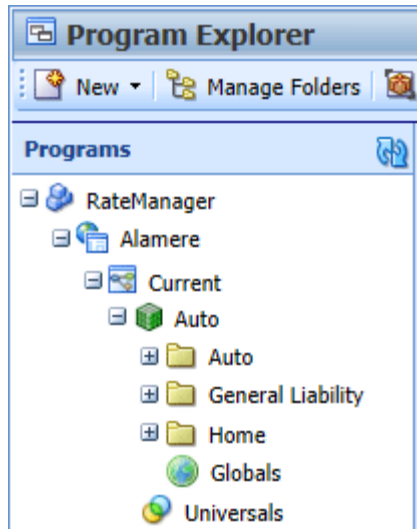 Program Explorer
New Manage Folders
Programs
RateManager
Alamere
Current
Auto
Auto
General Liability
Home
Globals
Universals